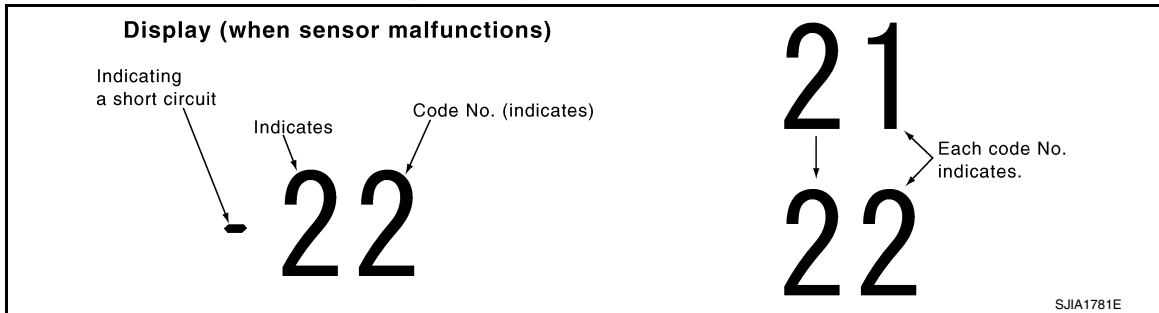 Display (when sensor malfunctions)
Indicating
a short circuit
Indicates
Code No. (indicates)
- 22
21
Each code No.
indicates.
22
SJIA1781E